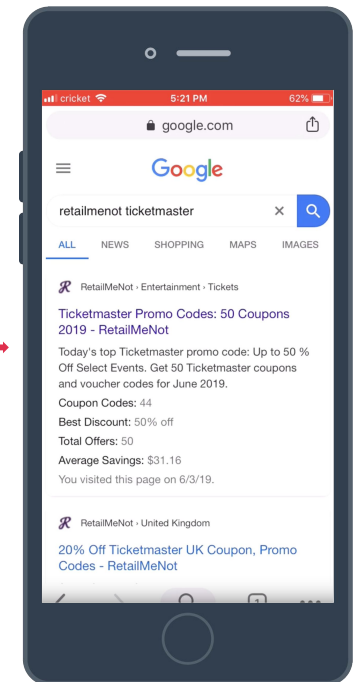 cricket 5:21 PM 62%
google.com
Google
retailmenot ticketmaster
ALL NEWS SHOPPING MAPS IMAGES
RetailMeNot › Entertainment › Tickets
Ticketmaster Promo Codes: 50 Coupons
2019 - RetailMeNot
Today's top Ticketmaster promo code: Up to 50 %
Off Select Events. Get 50 Ticketmaster coupons
and voucher codes for June 2019.
Coupon Codes: 44
Best Discount: 50% off
Total Offers: 50
Average Savings: $31.16
You visited this page on 6/3/19.
RetailMeNot › United Kingdom
20% Off Ticketmaster UK Coupon, Promo
Codes - RetailMeNot